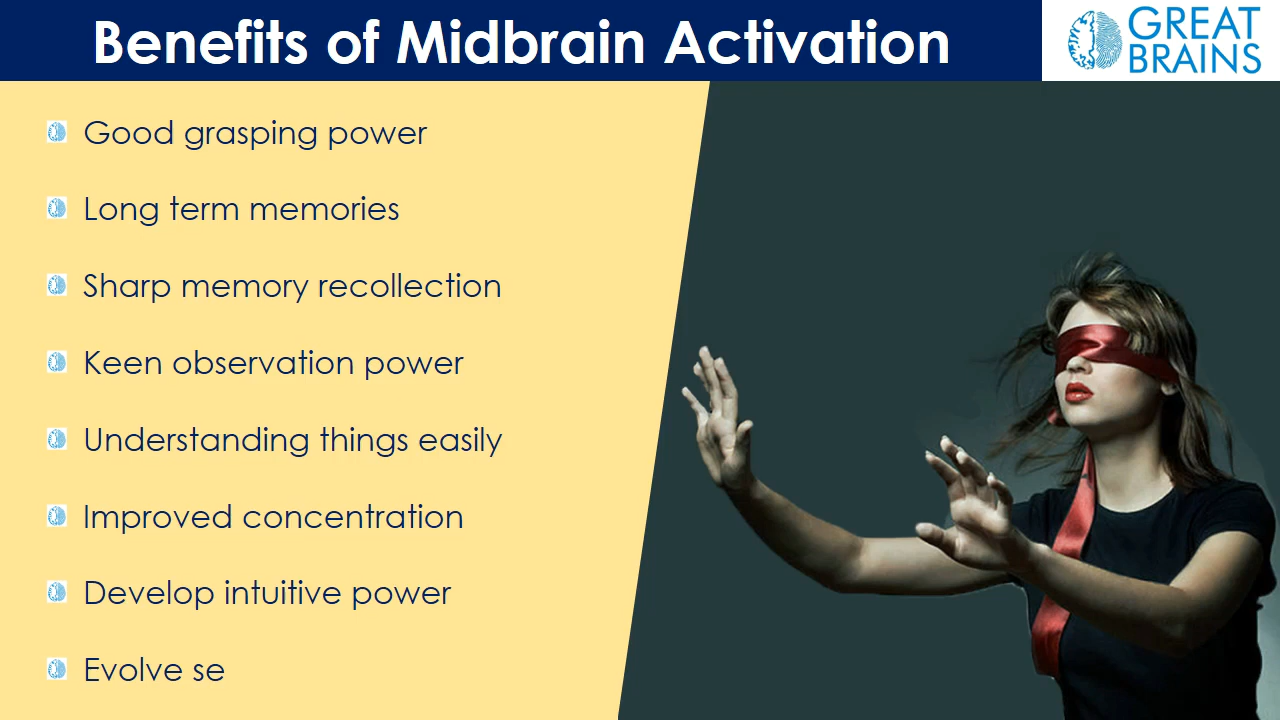 Benefits of Midbrain Activation
GREAT
BRAINS
Good grasping power
Long term memories
Sharp memory recollection
Keen observation power
Understanding things easily
Improved concentration
Develop intuitive power
Evolve se